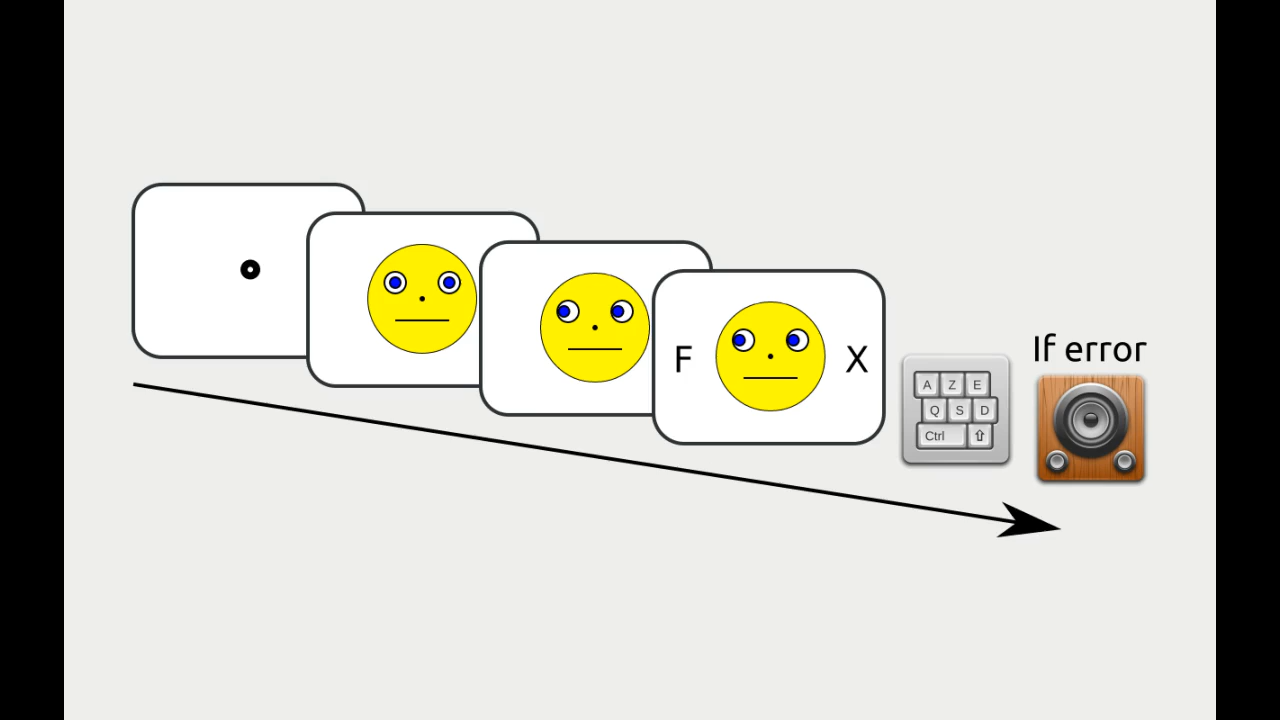 If error
F X
A Z E
Q S D
Ctrl ⇧